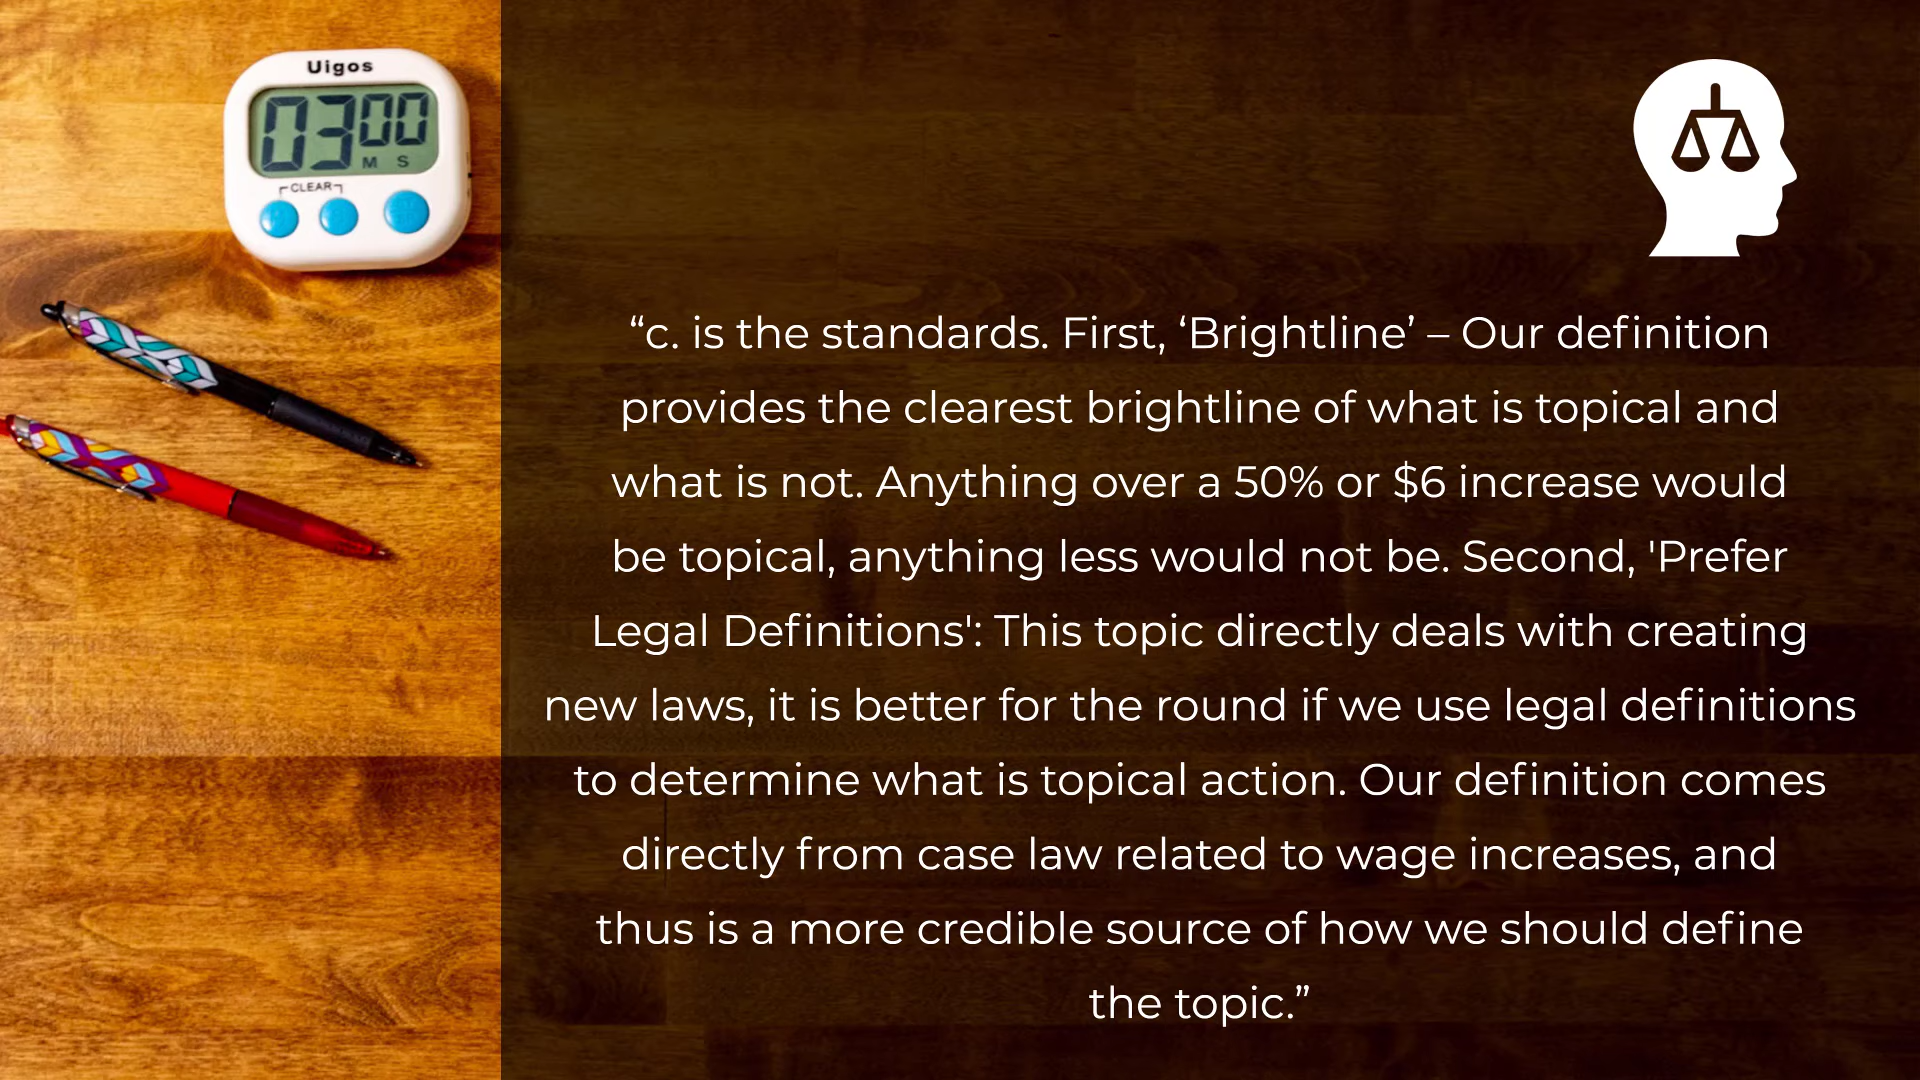 Uigos
03 00
M S
CLEAR
“c. is the standards. First, ‘Brightline’ – Our definition
provides the clearest brightline of what is topical and
what is not. Anything over a 50% or $6 increase would
be topical, anything less would not be. Second, 'Prefer
Legal Definitions': This topic directly deals with creating
new laws, it is better for the round if we use legal definitions
to determine what is topical action. Our definition comes
directly from case law related to wage increases, and
thus is a more credible source of how we should define
the topic.”